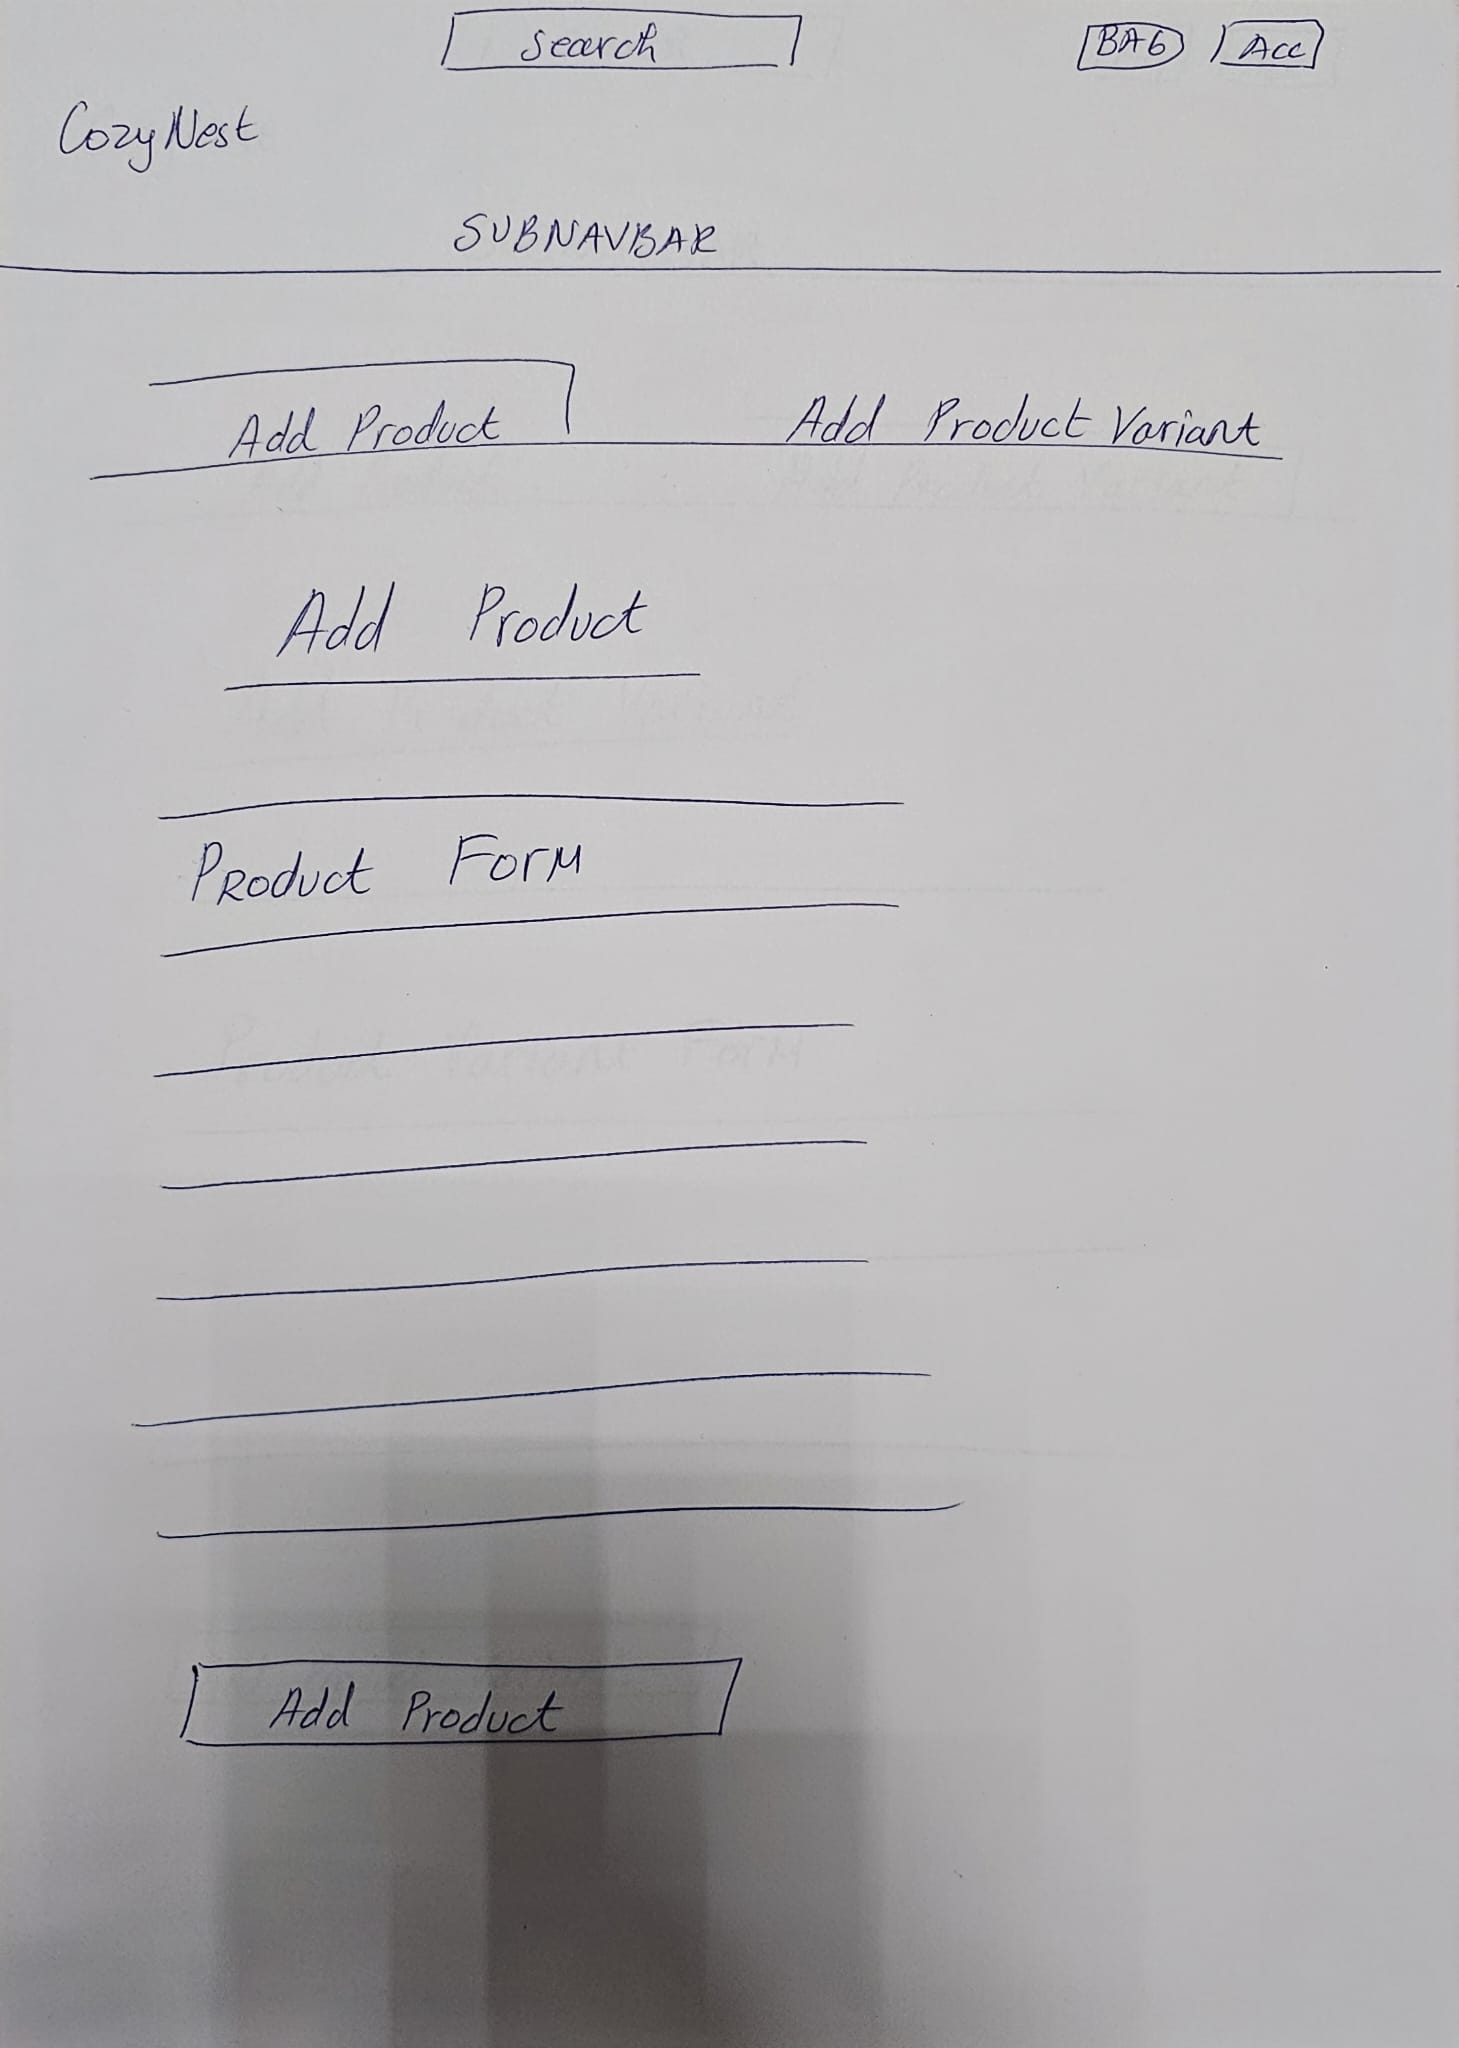 Search
BAG
Acc
CozyNest
SUBNAVBAR
Add Product
Add Product Variant
Add Product
Product Form
Add Product